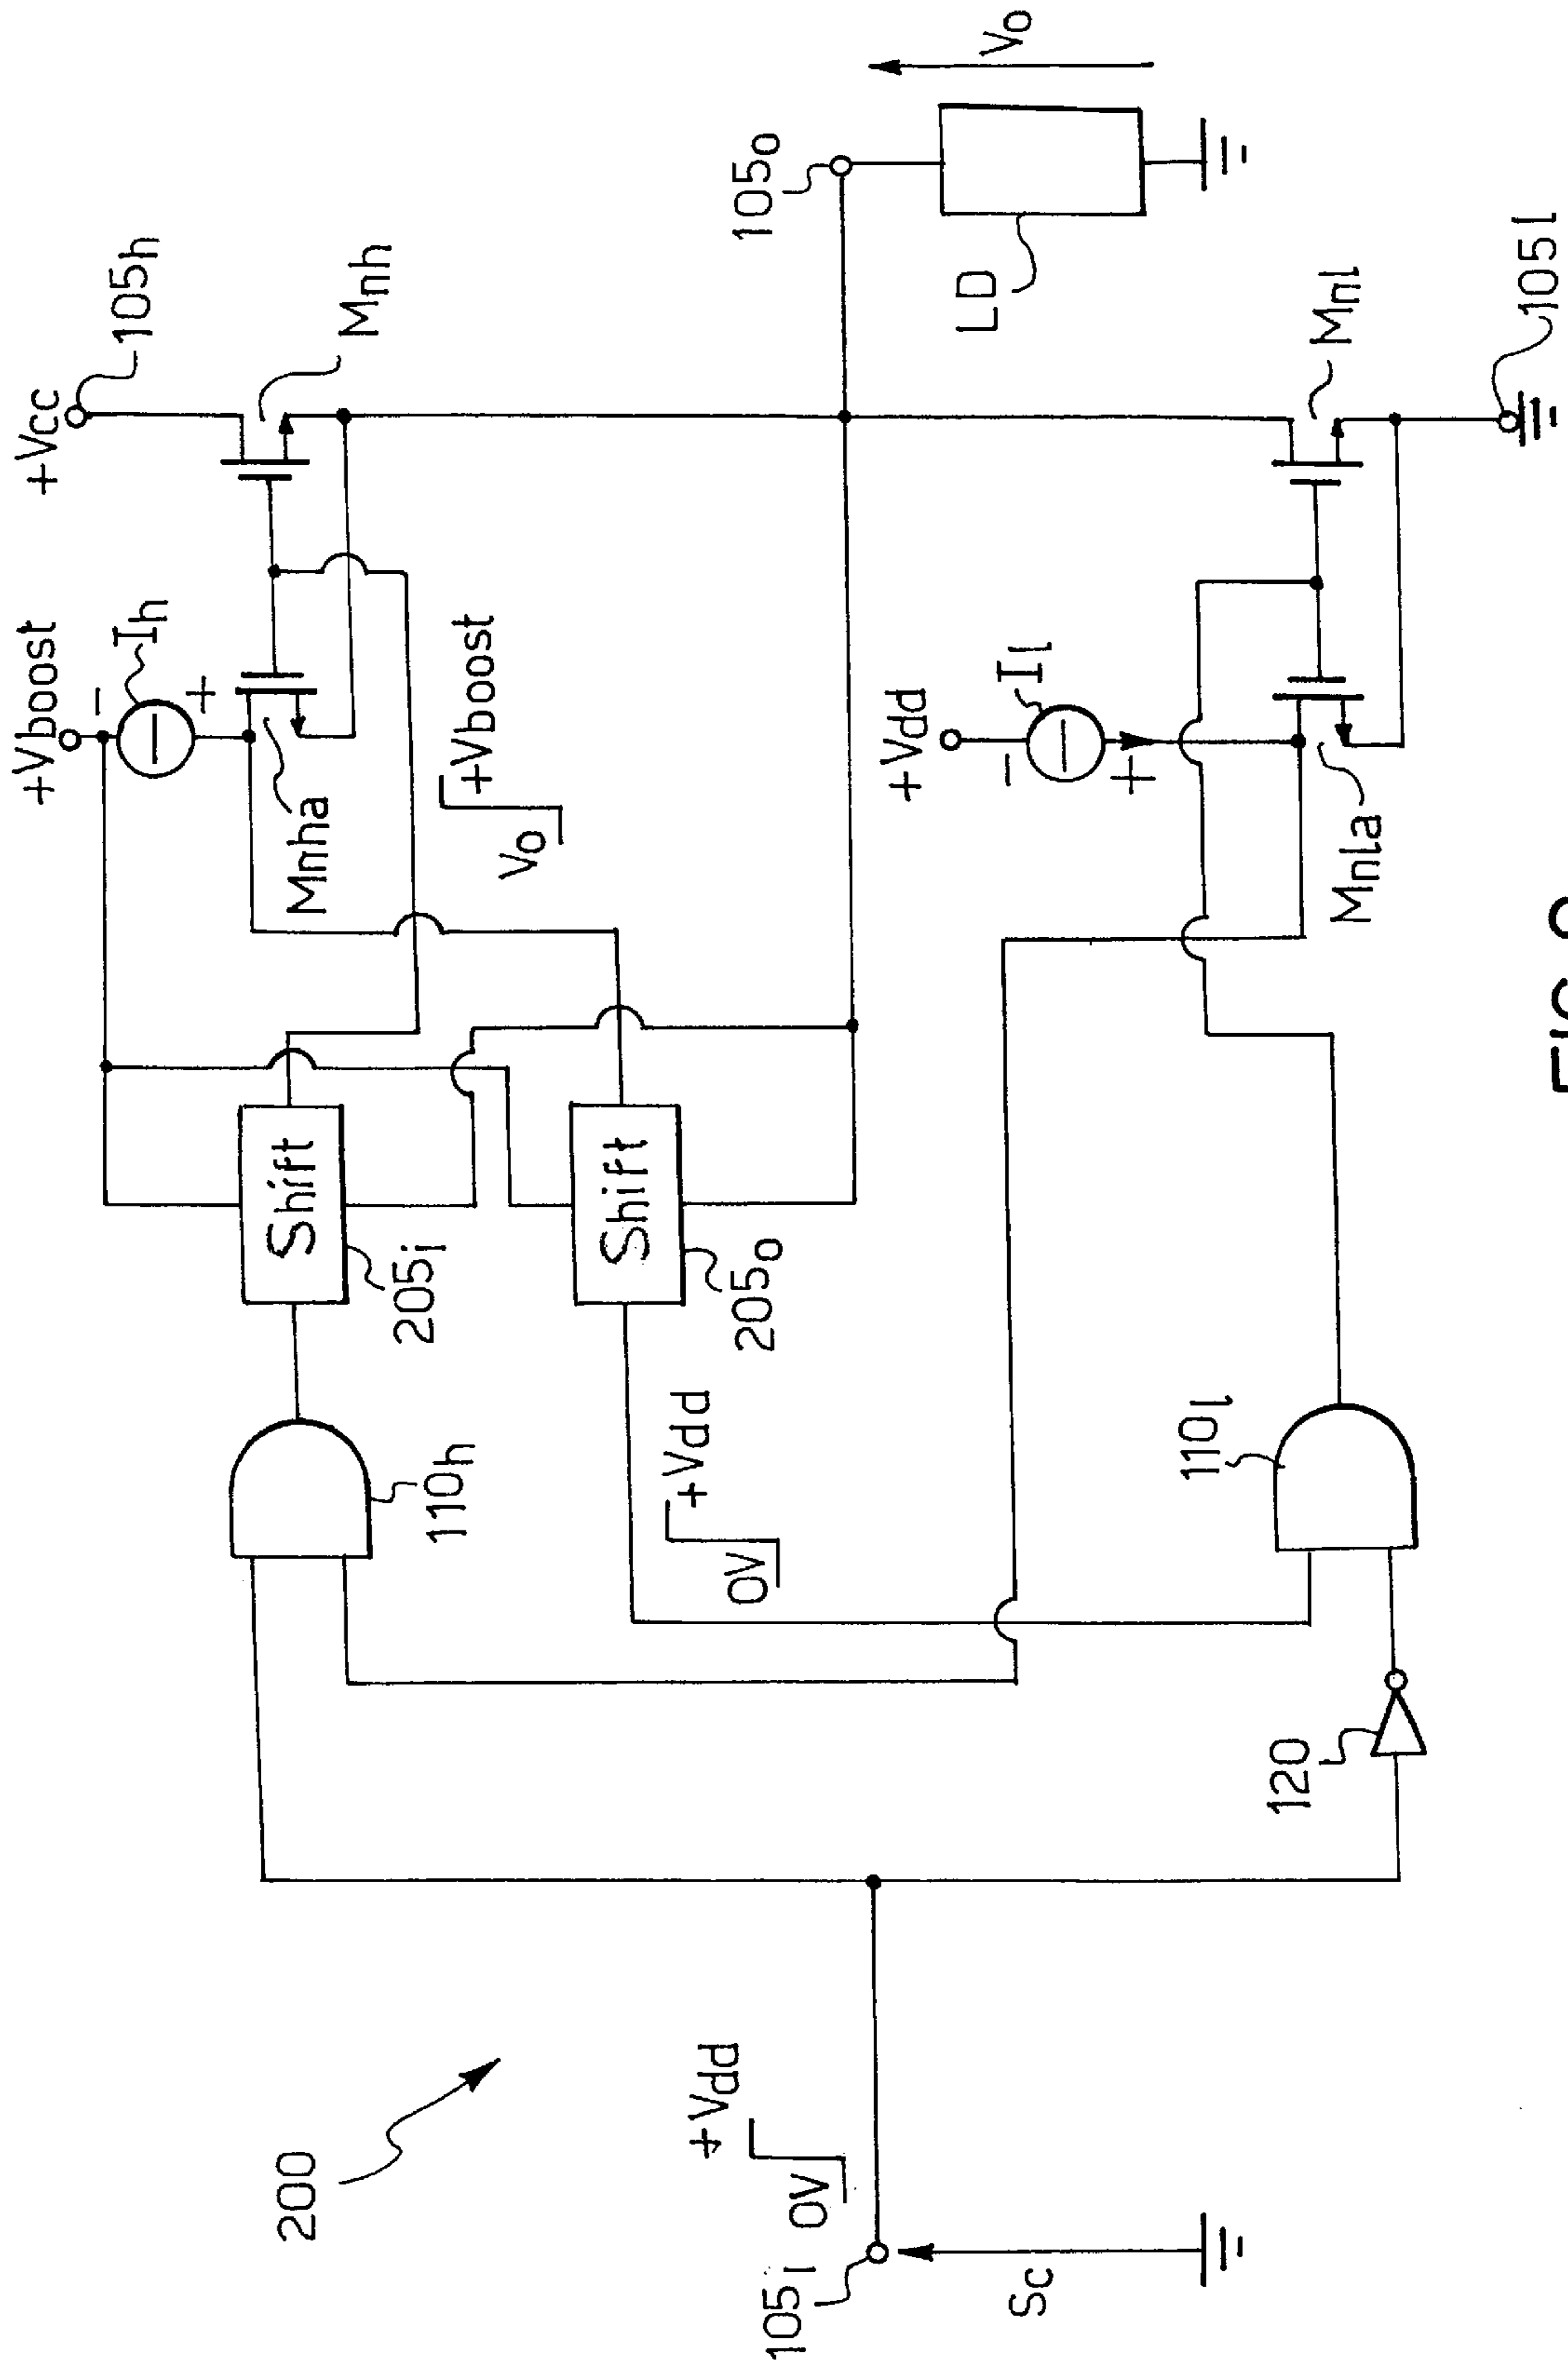 +Vcc
+Vboost
105h
Ih
−
+
Mnh
Mnha
200
Shift
205i
110h
+Vboost
Vo
Shift
205o
+Vdd
0V
+Vdd
0V
105o
105i
+Vdd
Il
−
+
LD
Vo
Sc
110l
120
Mnla
Mnl
105l
FIG